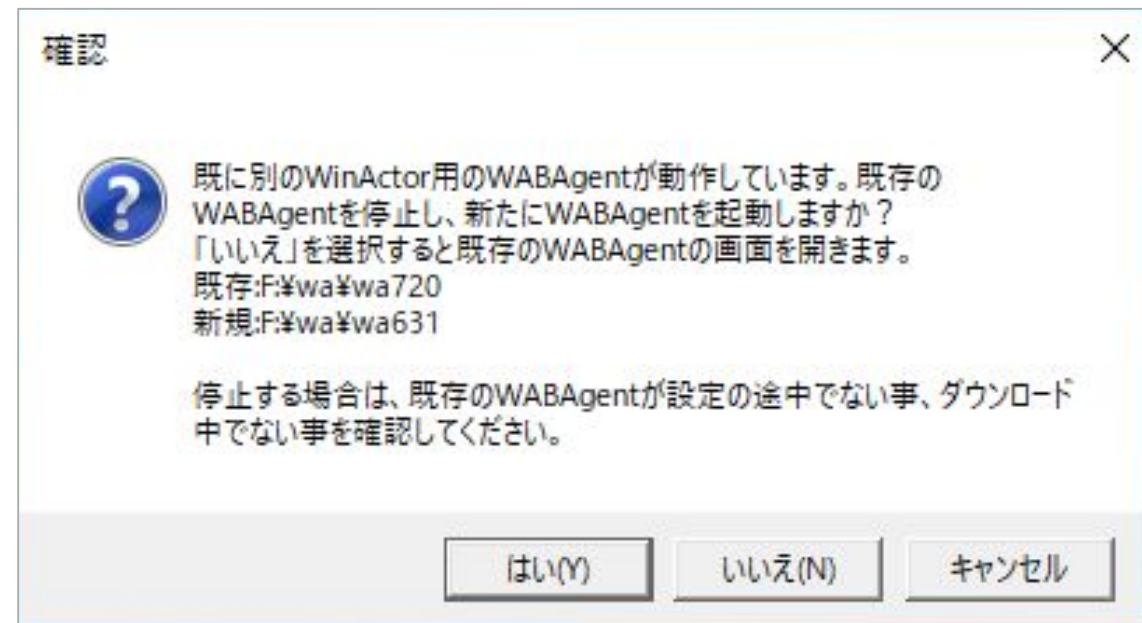 確認
既に別のWinActor用のWABAgentが動作しています。既存の
WABAgentを停止し、新たにWABAgentを起動しますか？
「いいえ」を選択すると既存のWABAgentの画面を開きます。
既存:F:¥wa¥wa720
新規:F:¥wa¥wa631
停止する場合は、既存のWABAgentが設定の途中でない事、ダウンロード
中でない事を確認してください。
はい(Y) いいえ(N) キャンセル